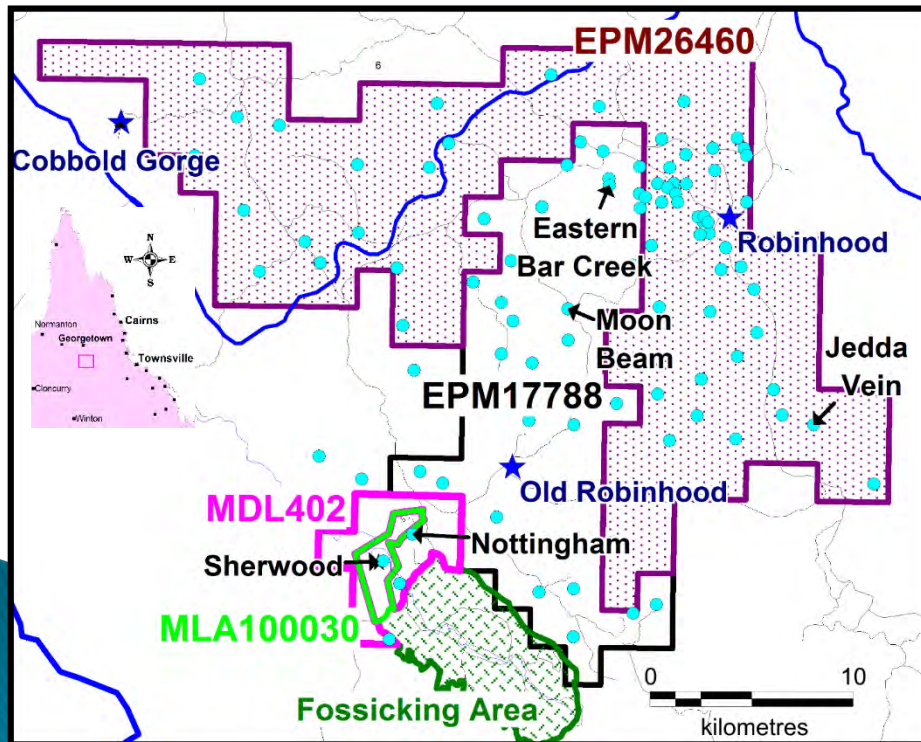 EPM26460
6
Cobbold Gorge
Eastern
Bar Creek
Robinhood
N
W E
S
Moon
Beam
Normanton
Cairns
Georgetown
Townsville
Jedda
Vein
EPM17788
Cloncurry
Winton
Old Robinhood
MDL402
Nottingham
Sherwood
MLA100030
Fossicking Area
0 10
kilometres